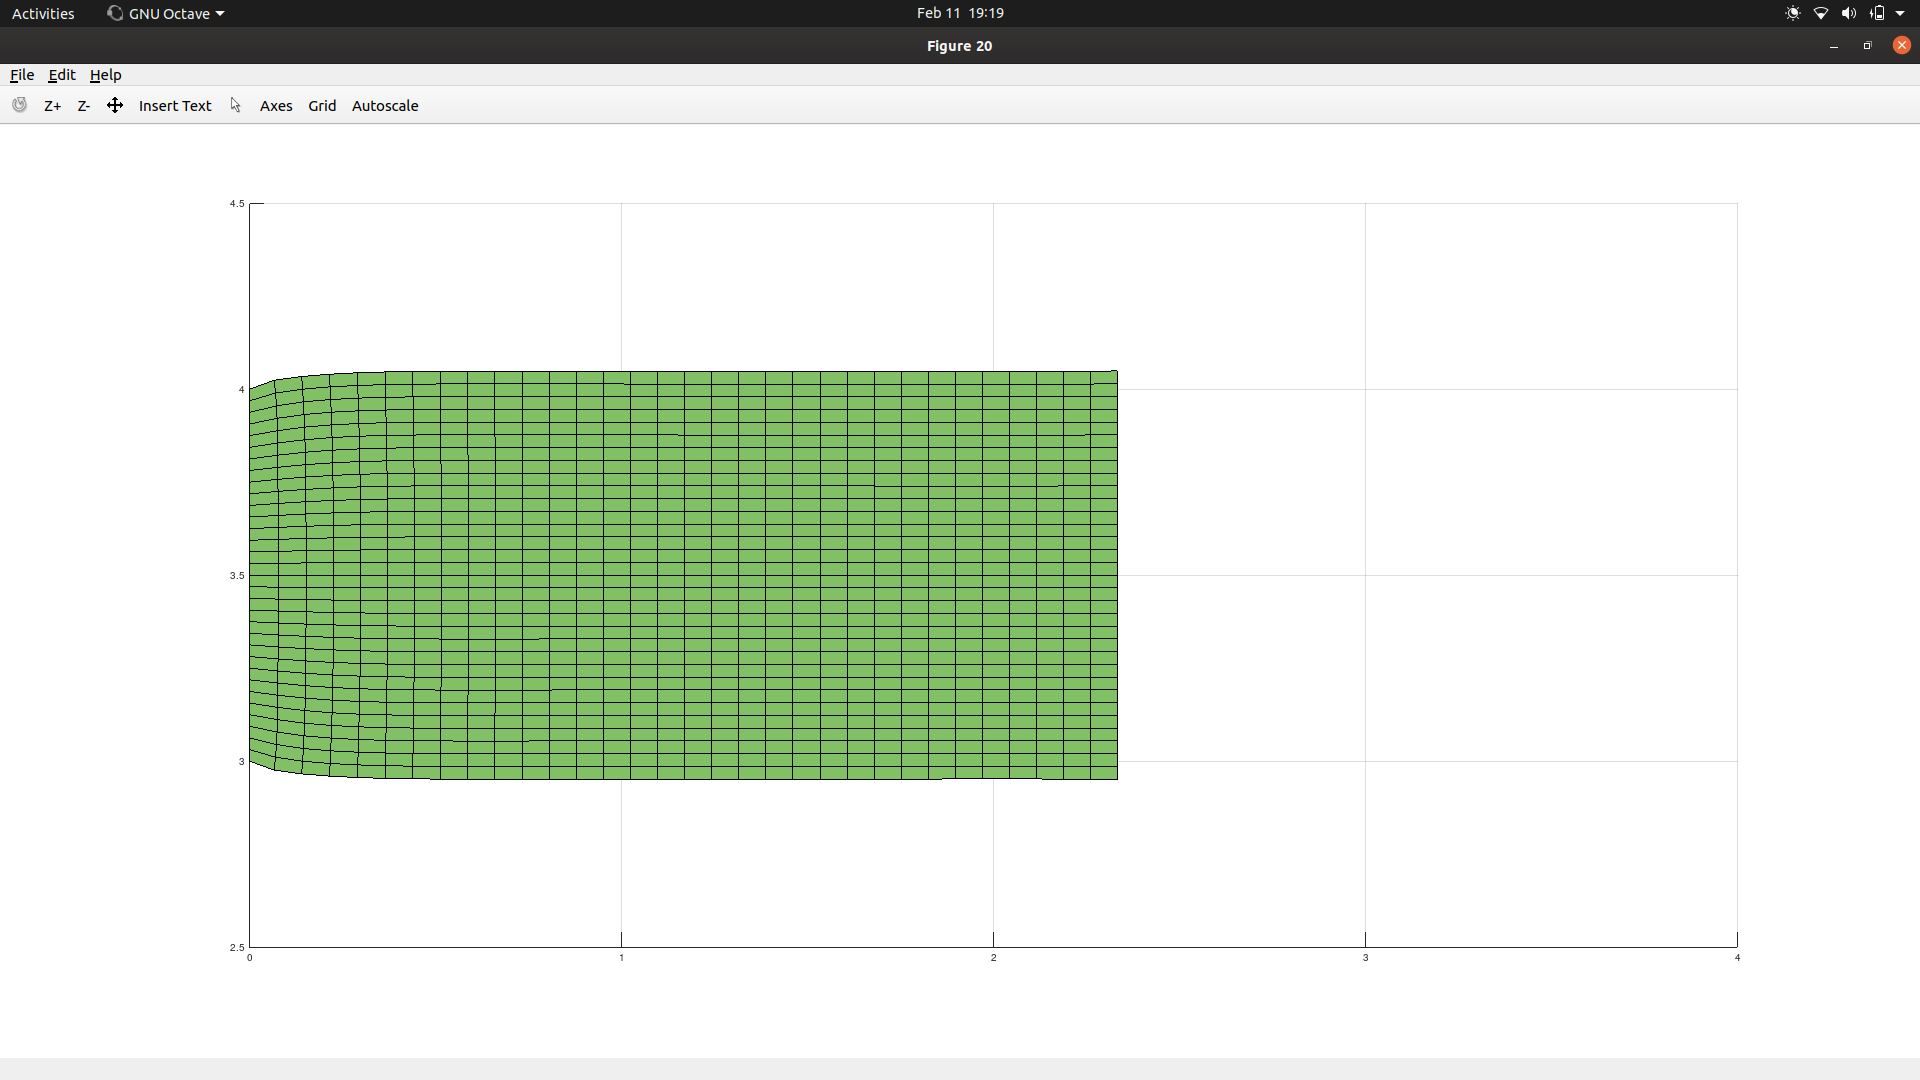 Activities GNU Octave Feb 11 19:19
Figure 20
File Edit Help
Z+ Z- Insert Text Axes Grid Autoscale
4.5
4
3.5
3
2.5
0 1 2 3 4